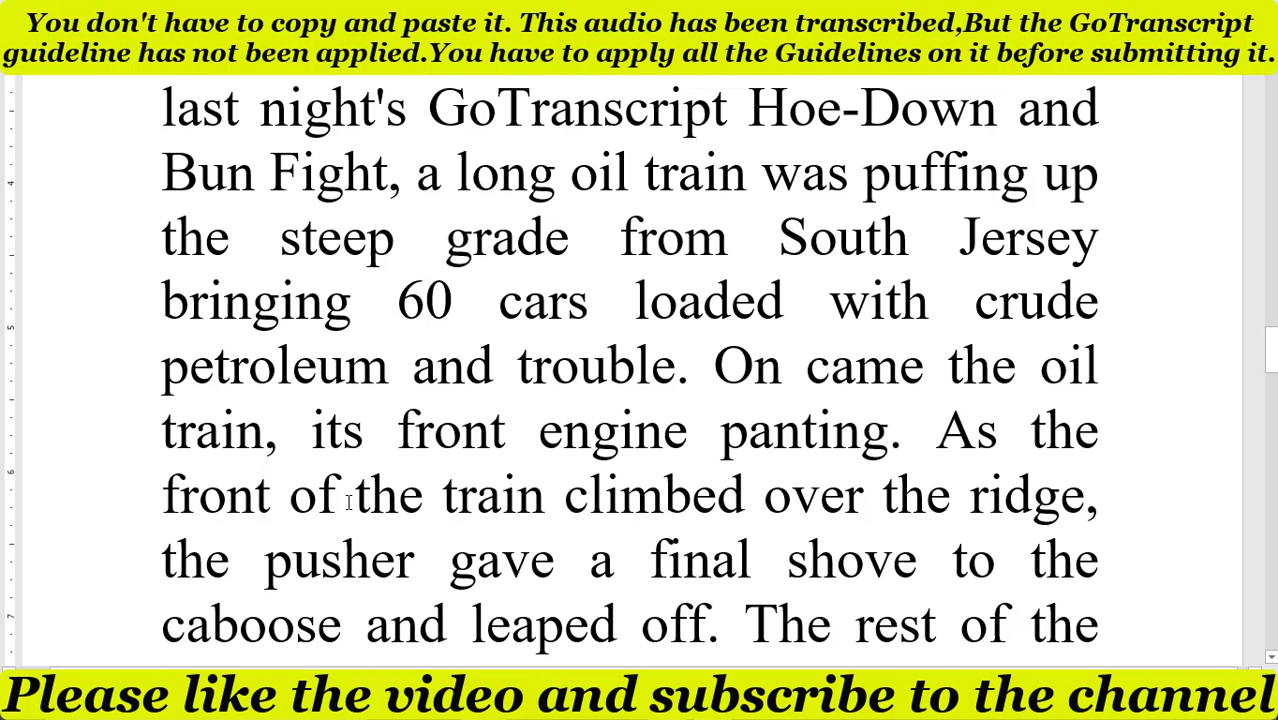 You don't have to copy and paste it. This audio has been transcribed,But the GoTranscript
guideline has not been applied.You have to apply all the Guidelines on it before submitting it.
last night's GoTranscript Hoe-Down and
Bun Fight, a long oil train was puffing up
the steep grade from South Jersey
bringing 60 cars loaded with crude
petroleum and trouble. On came the oil
train, its front engine panting. As the
front of the train climbed over the ridge,
the pusher gave a final shove to the
caboose and leaped off. The rest of the
4
5
6
7
Please like the video and subscribe to the channel